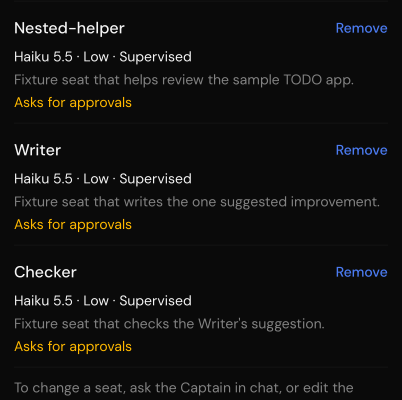 Nested-helper Remove
Haiku 5.5 · Low · Supervised
Fixture seat that helps review the sample TODO app.
Asks for approvals
Writer Remove
Haiku 5.5 · Low · Supervised
Fixture seat that writes the one suggested improvement.
Asks for approvals
Checker Remove
Haiku 5.5 · Low · Supervised
Fixture seat that checks the Writer's suggestion.
Asks for approvals
To change a seat, ask the Captain in chat, or edit the